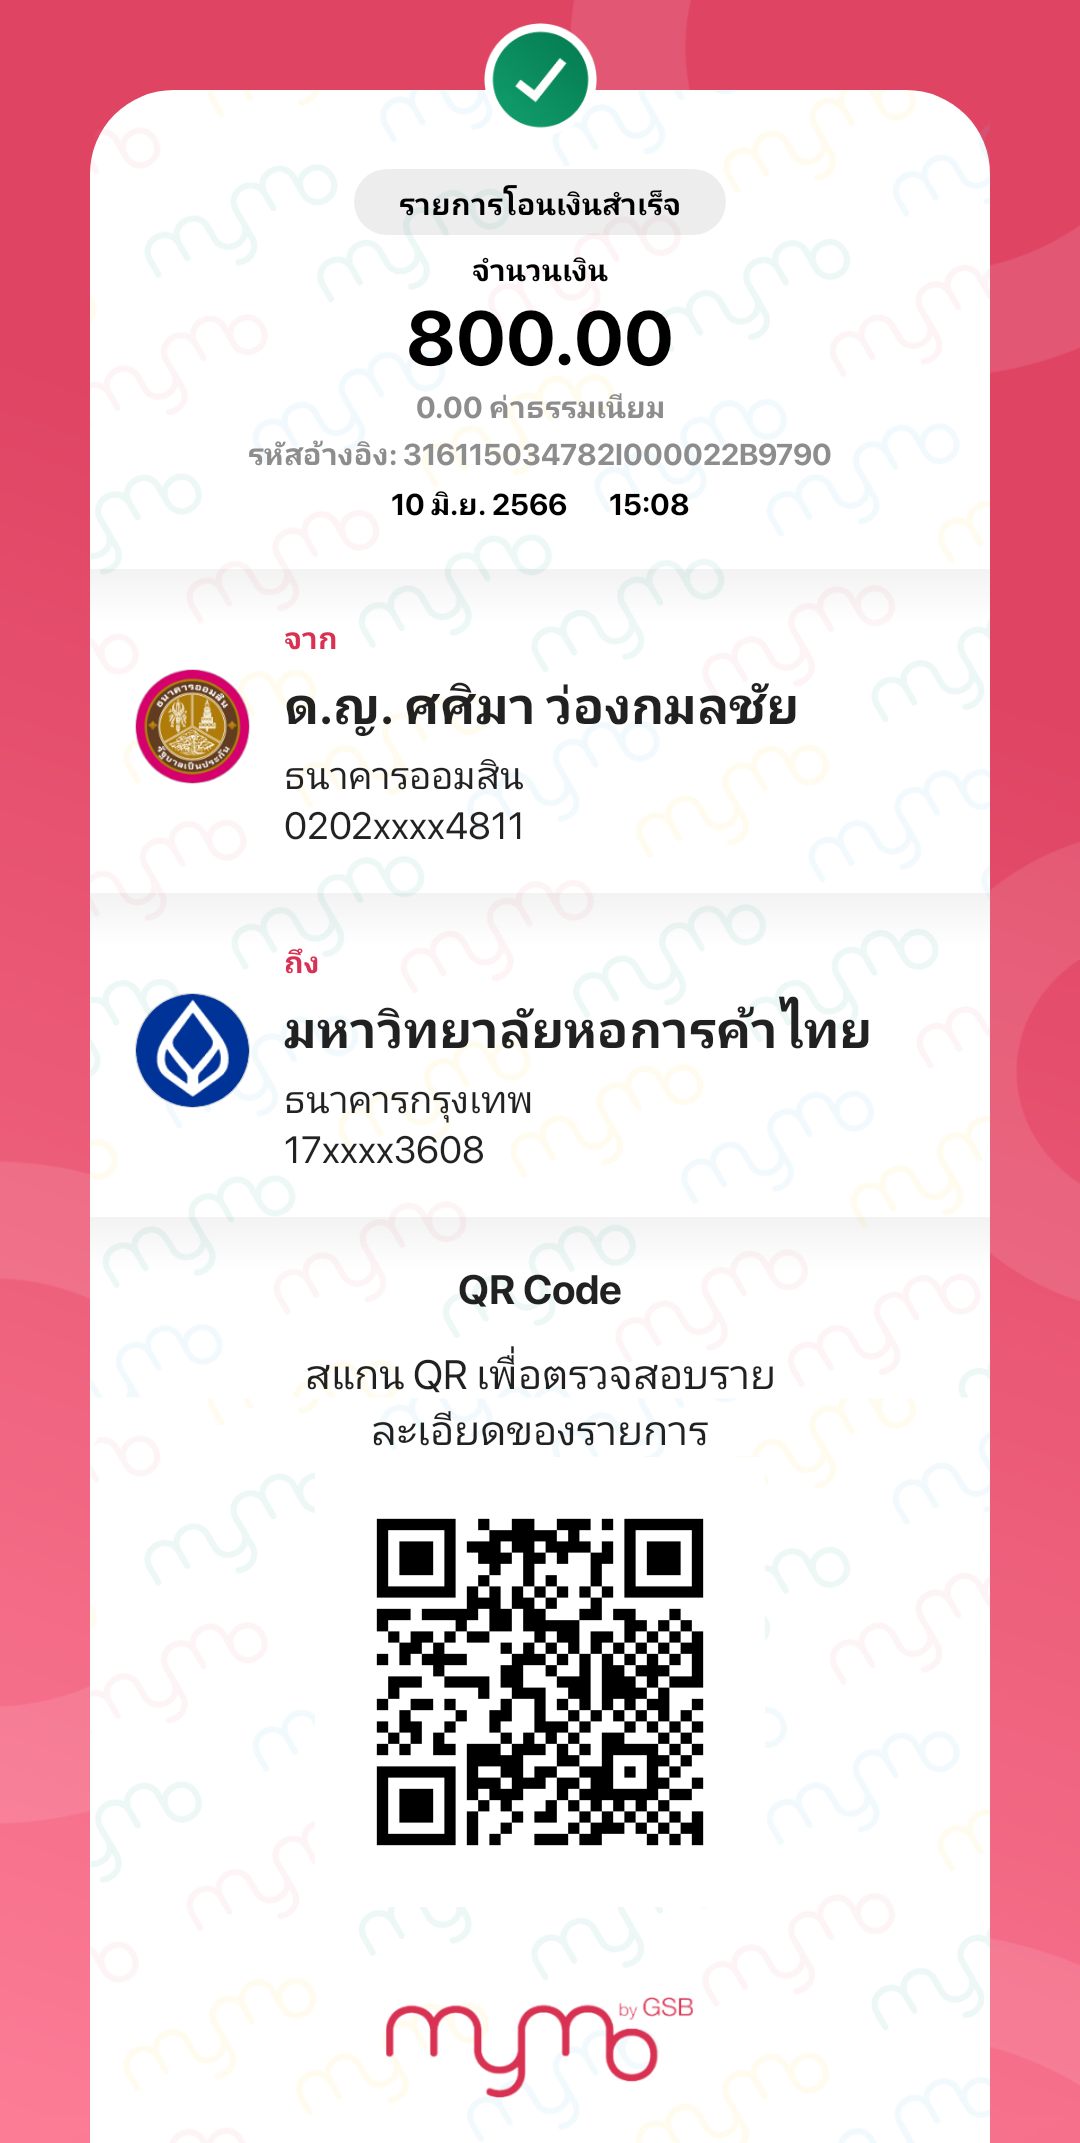 รายการโอนเงินสำเร็จ
จำนวนเงิน
800.00
0.00 ค่าธรรมเนียม
รหัสอ้างอิง: 316115034782I000022B9790
10 มิ.ย. 2566 15:08
จาก
ด.ญ. ศศิมา ว่องกมลชัย
ธนาคารออมสิน
0202xxxx4811
ถึง
มหาวิทยาลัยหอการค้าไทย
ธนาคารกรุงเทพ
17xxxx3608
QR Code
สแกน QR เพื่อตรวจสอบราย
ละเอียดของรายการ
mymo by GSB